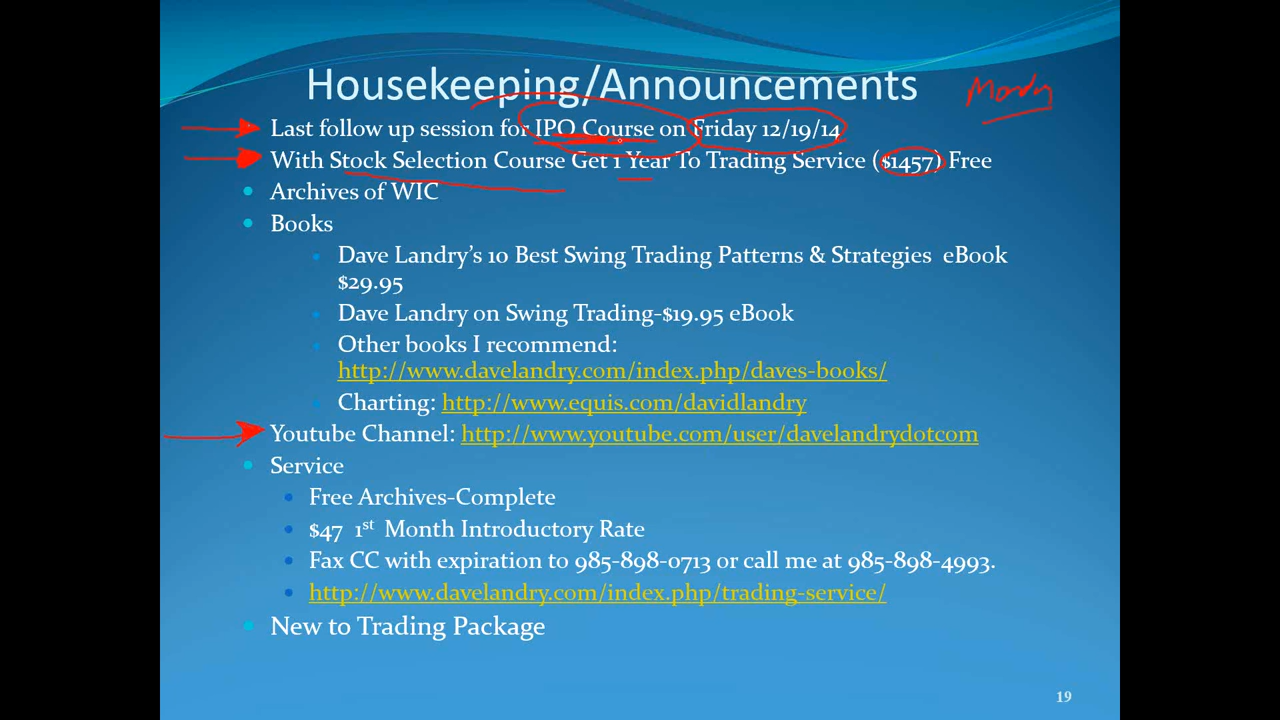 Housekeeping/Announcements
Monday
Last follow up session for IPO Course on Friday 12/19/14
With Stock Selection Course Get 1 Year To Trading Service ($1457) Free
Archives of WIC
Books
Dave Landry's 10 Best Swing Trading Patterns & Strategies eBook
$29.95
Dave Landry on Swing Trading-$19.95 eBook
Other books I recommend:
http://www.davelandry.com/index.php/daves-books/
Charting: http://www.equis.com/davidlandry
Youtube Channel: http://www.youtube.com/user/davelandrydotcom
Service
Free Archives-Complete
$47 1st Month Introductory Rate
Fax CC with expiration to 985-898-0713 or call me at 985-898-4993.
http://www.davelandry.com/index.php/trading-service/
New to Trading Package
19